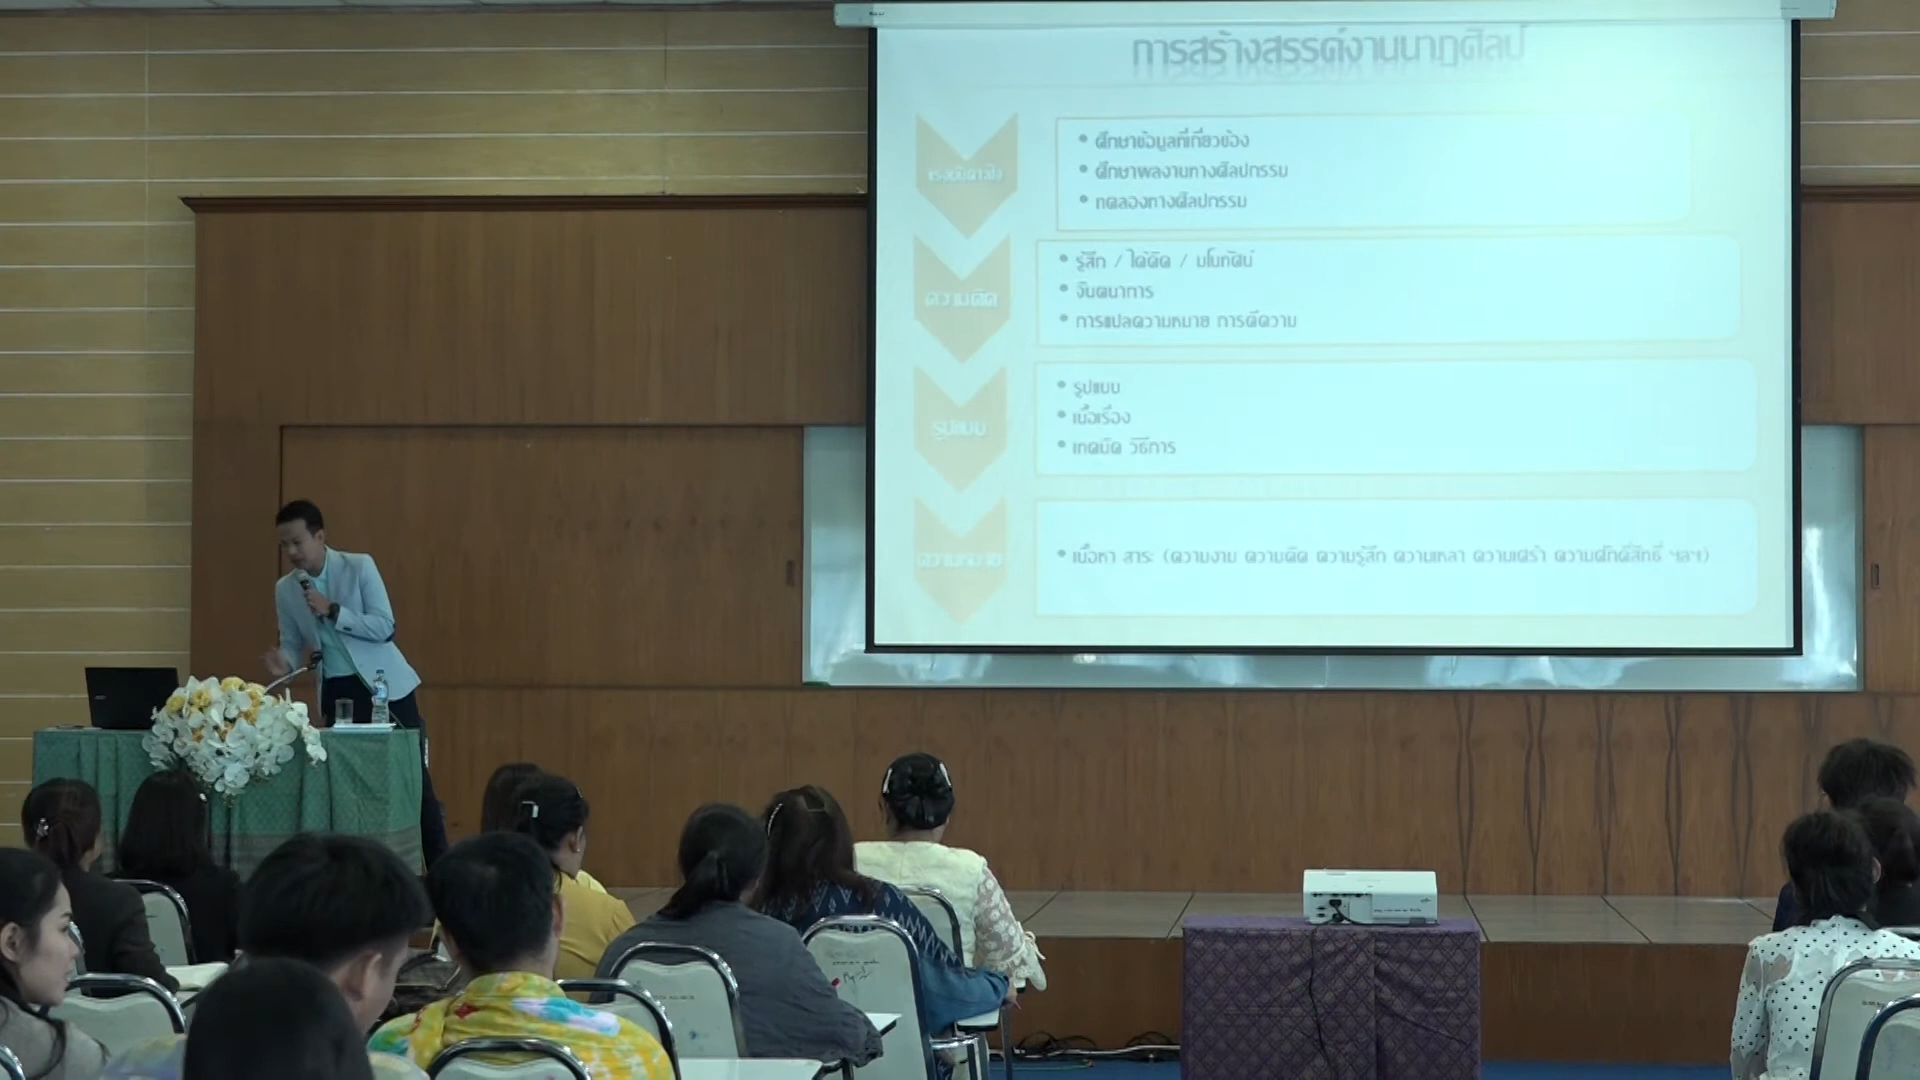 การสร้างสรรค์งานนาฏศิลป์
แรงบันดาลใจ
• ศึกษาข้อมูลที่เกี่ยวข้อง
• ศึกษาผลงานทางศิลปกรรม
• ทดลองทางศิลปกรรม
ความคิด
• รู้สึก / ได้คิด / มโนทัศน์
• จินตนาการ
• การแปลความหมาย การตีความ
รูปแบบ
• รูปแบบ
• เนื้อเรื่อง
• เทคนิค วิธีการ
ความหมาย
• เนื้อหา สาระ (ความงาม ความคิด ความรู้สึก ความเหลา ความเศร้า ความศักดิ์สิทธิ์ ฯลฯ)